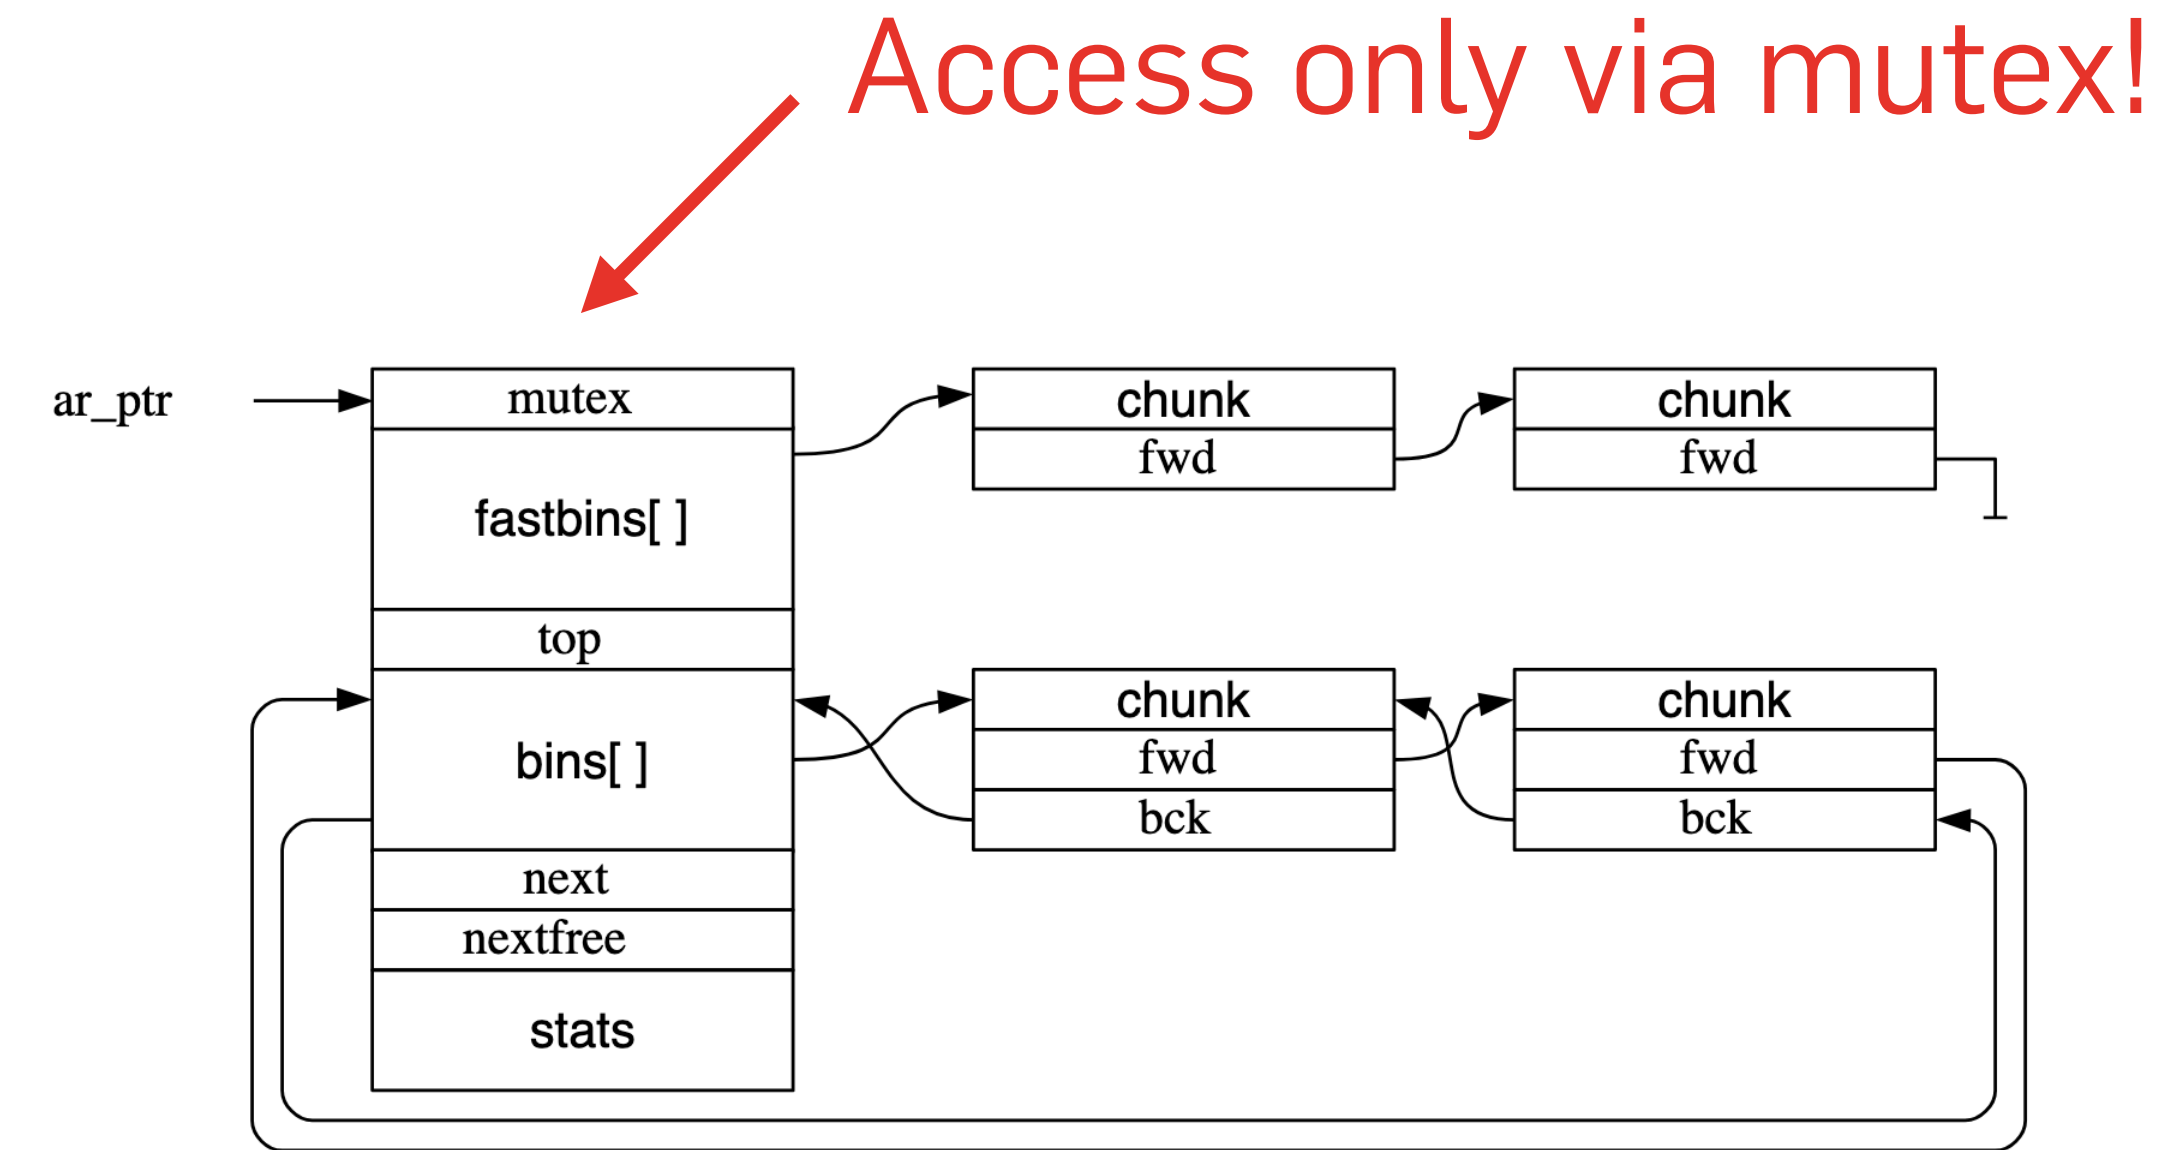 Access only via mutex!
ar_ptr
mutex
chunk
chunk
fwd
fwd
fastbins[ ]
top
chunk
chunk
bins[ ]
fwd
fwd
bck
bck
next
nextfree
stats